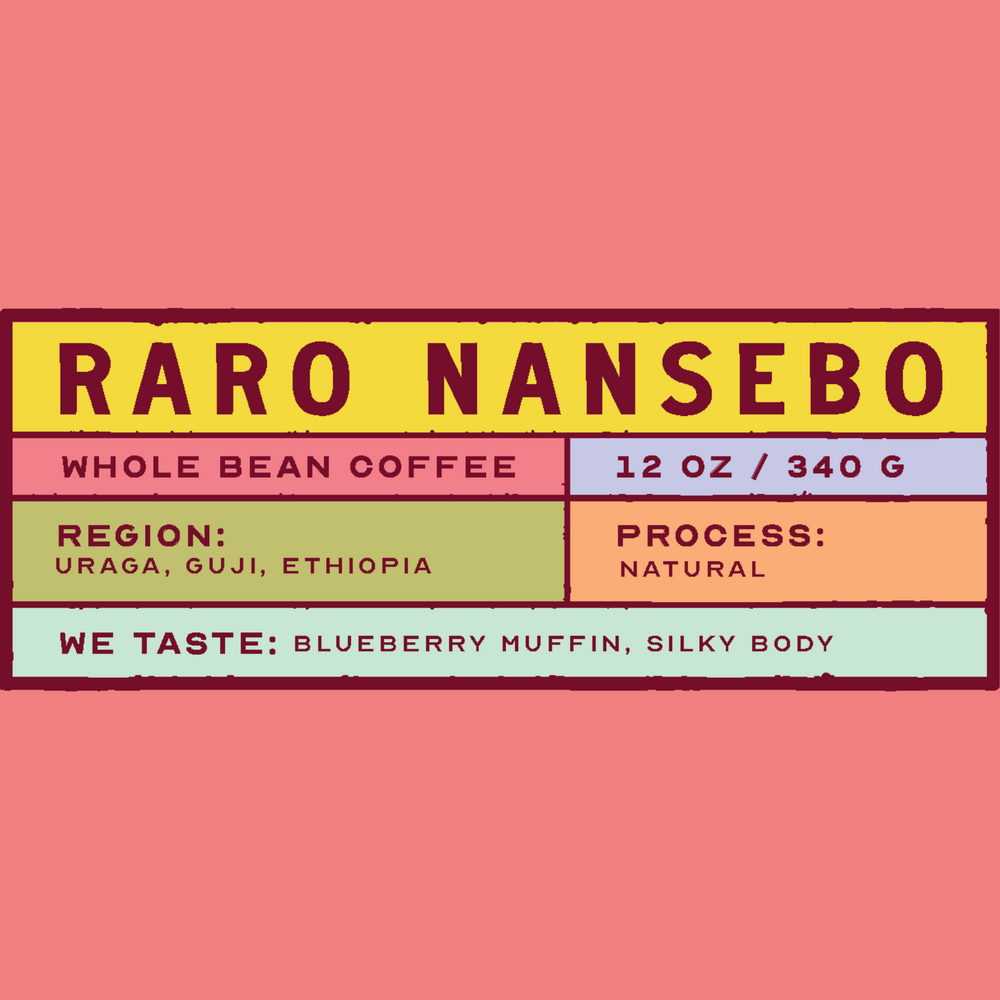 RARO NANSEBO
WHOLE BEAN COFFEE
12 OZ / 340 G
REGION:
URAGA, GUJI, ETHIOPIA
PROCESS:
NATURAL
WE TASTE: BLUEBERRY MUFFIN, SILKY BODY